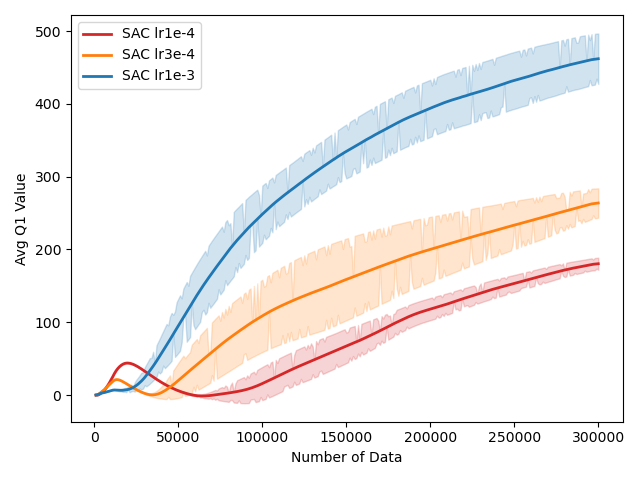 SAC lr1e-4
SAC lr3e-4
SAC lr1e-3
Avg Q1 Value
500
400
300
200
100
0
0 50000 100000 150000 200000 250000 300000
Number of Data